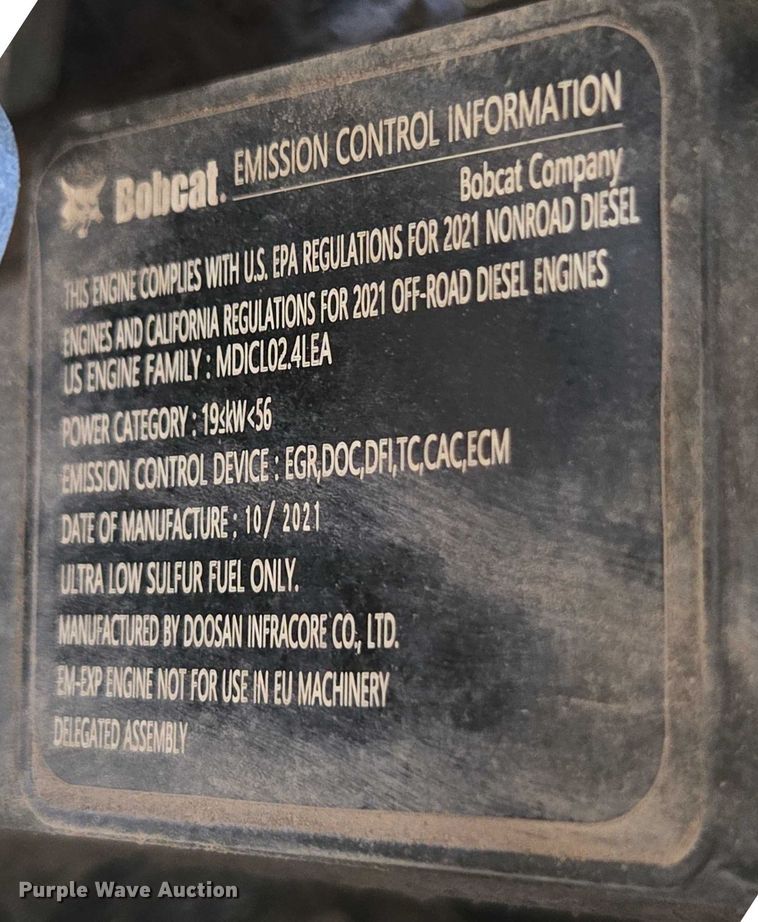 Bobcat. EMISSION CONTROL INFORMATION
Bobcat Company
THIS ENGINE COMPLIES WITH U.S. EPA REGULATIONS FOR 2021 NONROAD DIESEL
ENGINES AND CALIFORNIA REGULATIONS FOR 2021 OFF-ROAD DIESEL ENGINES
US ENGINE FAMILY : MDICL02.4LEA
POWER CATEGORY : 19≤kW<56
EMISSION CONTROL DEVICE : EGR,DOC,DFI,TC,CAC,ECM
DATE OF MANUFACTURE : 10/ 2021
ULTRA LOW SULFUR FUEL ONLY.
MANUFACTURED BY DOOSAN INFRACORE CO., LTD.
EM-EXP ENGINE NOT FOR USE IN EU MACHINERY
DELEGATED ASSEMBLY
Purple Wave Auction